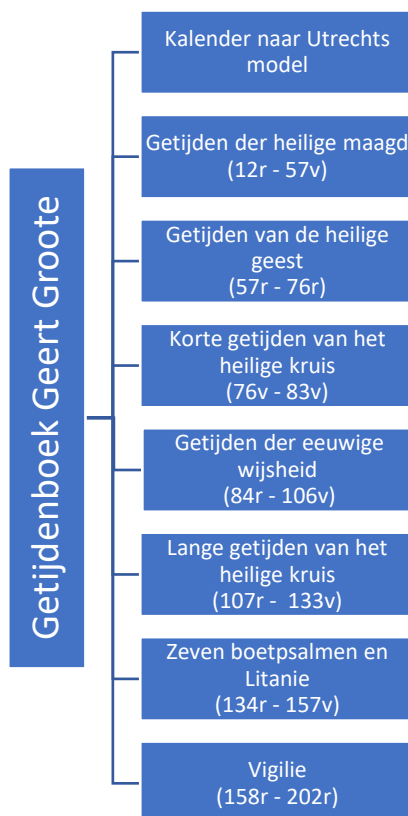 Getijdenboek Geert Groote
Kalender naar Utrechts
model
Getijden der heilige maagd
(12r - 57v)
Getijden van de heilige
geest
(57r - 76r)
Korte getijden van het
heilige kruis
(76v - 83v)
Getijden der eeuwige
wijsheid
(84r - 106v)
Lange getijden van het
heilige kruis
(107r - 133v)
Zeven boetpsalmen en
Litanie
(134r - 157v)
Vigilie
(158r - 202r)